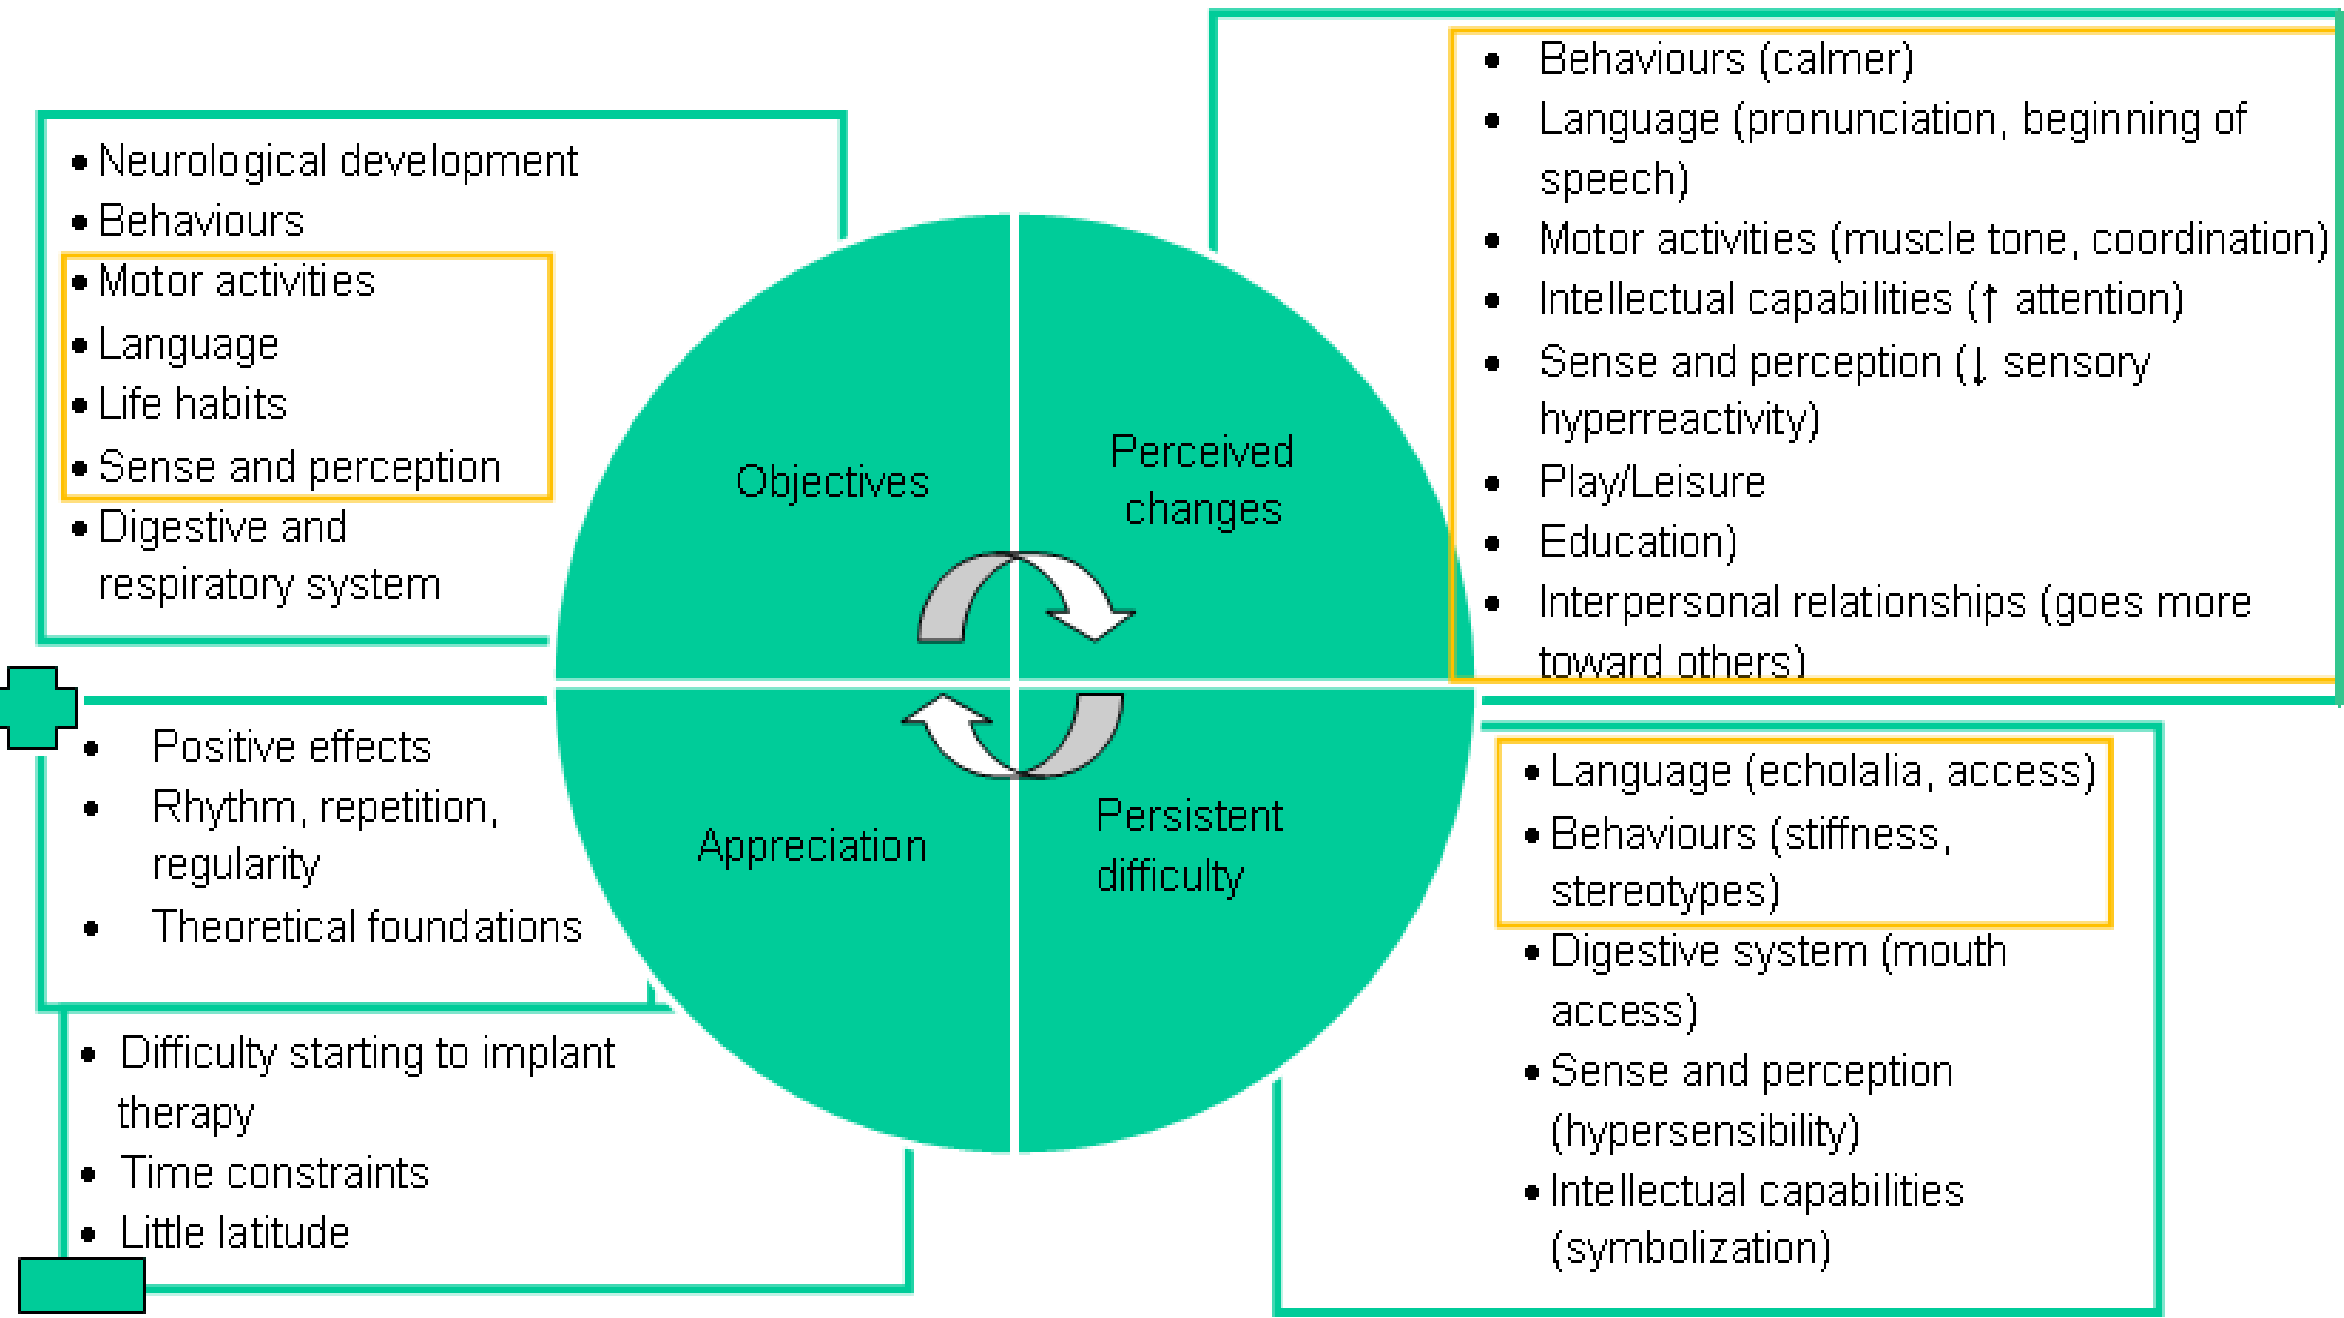 • Neurological development
• Behaviours
• Motor activities
• Language
• Life habits
• Sense and perception
• Digestive and
respiratory system
• Behaviours (calmer)
• Language (pronunciation, beginning of
speech)
• Motor activities (muscle tone, coordination)
• Intellectual capabilities (↑ attention)
• Sense and perception (↓ sensory
hyperreactivity)
• Play/Leisure
• Education)
• Interpersonal relationships (goes more
toward others)
Objectives
Perceived
changes
Appreciation
Persistent
difficulty
• Positive effects
• Rhythm, repetition,
regularity
• Theoretical foundations
• Difficulty starting to implant
therapy
• Time constraints
• Little latitude
• Language (echolalia, access)
• Behaviours (stiffness,
stereotypes)
• Digestive system (mouth
access)
• Sense and perception
(hypersensibility)
• Intellectual capabilities
(symbolization)